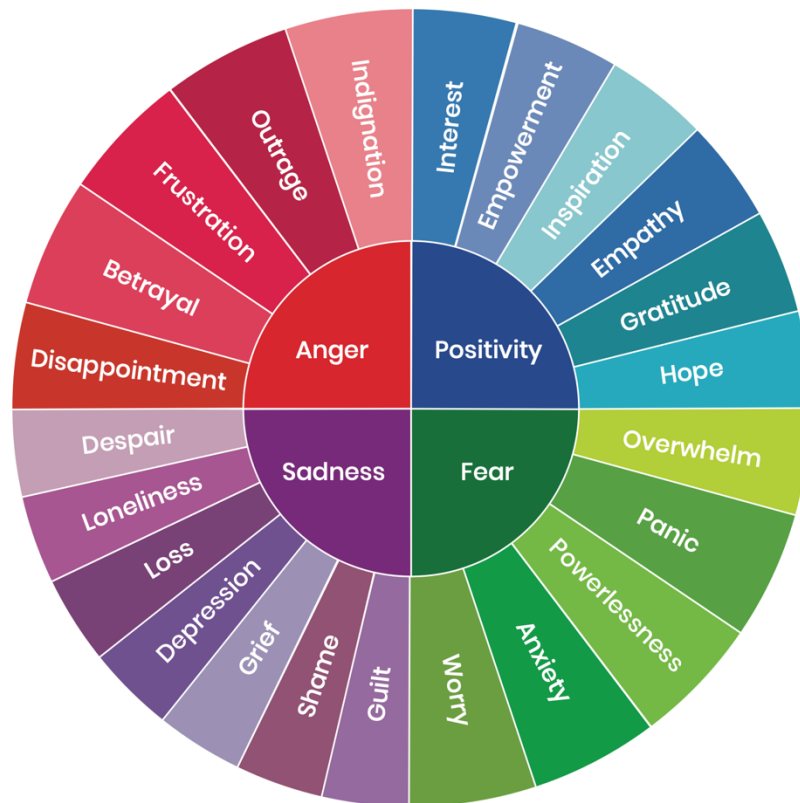 Anger
Positivity
Sadness
Fear
Interest
Empowerment
Inspiration
Empathy
Gratitude
Hope
Overwhelm
Panic
Powerlessness
Anxiety
Worry
Guilt
Shame
Grief
Depression
Loss
Loneliness
Despair
Disappointment
Betrayal
Frustration
Outrage
Indignation